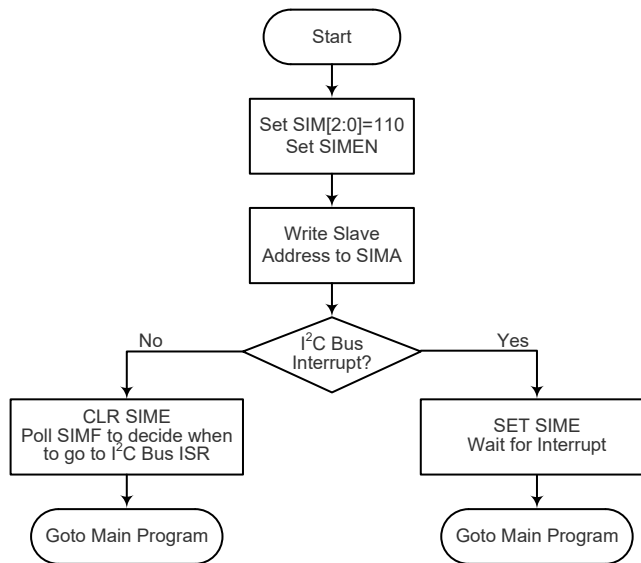 Start
Set SIM[2:0]=110
Set SIMEN
Write Slave
Address to SIMA
I²C Bus
Interrupt?
No
Yes
CLR SIME
Poll SIMF to decide when
to go to I²C Bus ISR
SET SIME
Wait for Interrupt
Goto Main Program
Goto Main Program